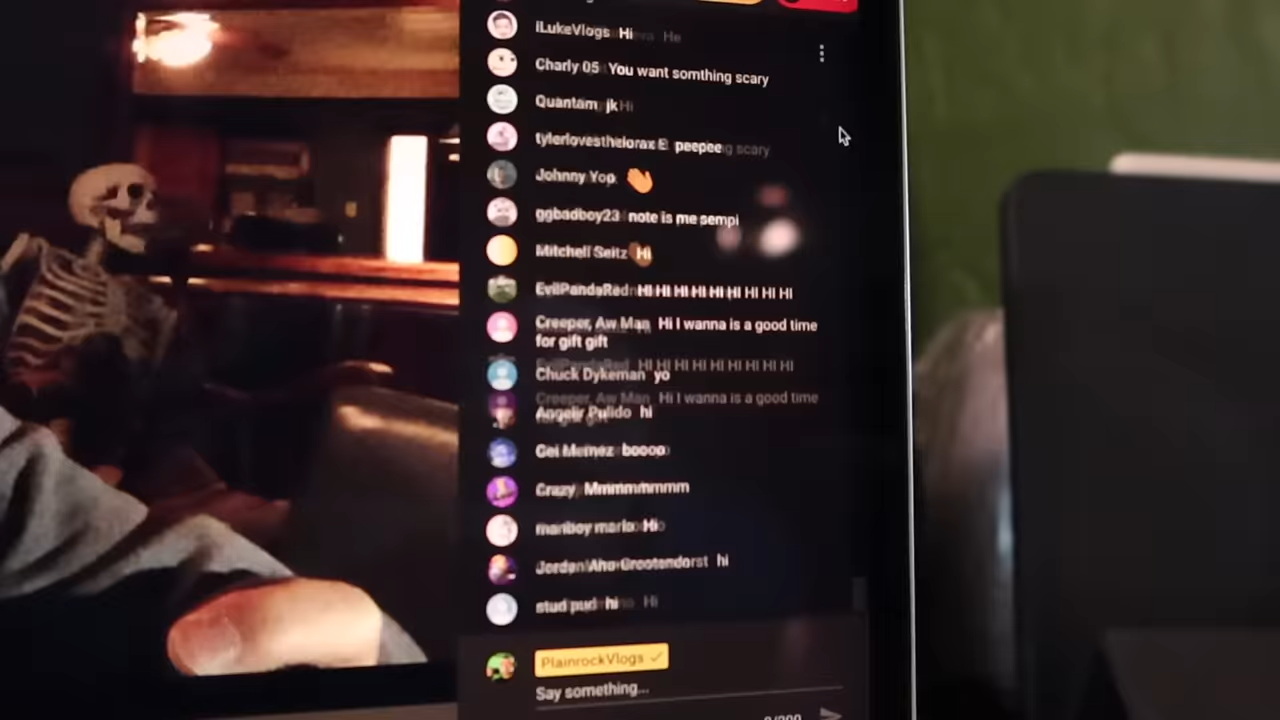 iLukeVlogs Hi
Charly 05 You want somthing scary
Quantam jk
tylerlovesthelorax peepee
Johnny Yop 👋
ggbadboy23 note is me sempi
Mitchell Seitz Hi
EvilPandaRed HI HI HI HI HI HI HI HI HI
Creeper, Aw Man Hi I wanna is a good time
for gift gift
Chuck Dykeman yo
Angelir Pulido hi
Cei Memez boooo
Crazy Mmmmmmmm
manboy mario Hi
Jordan Aho-Grootendorst hi
stud pud hi
PlainrockVlogs ✓
Say something...